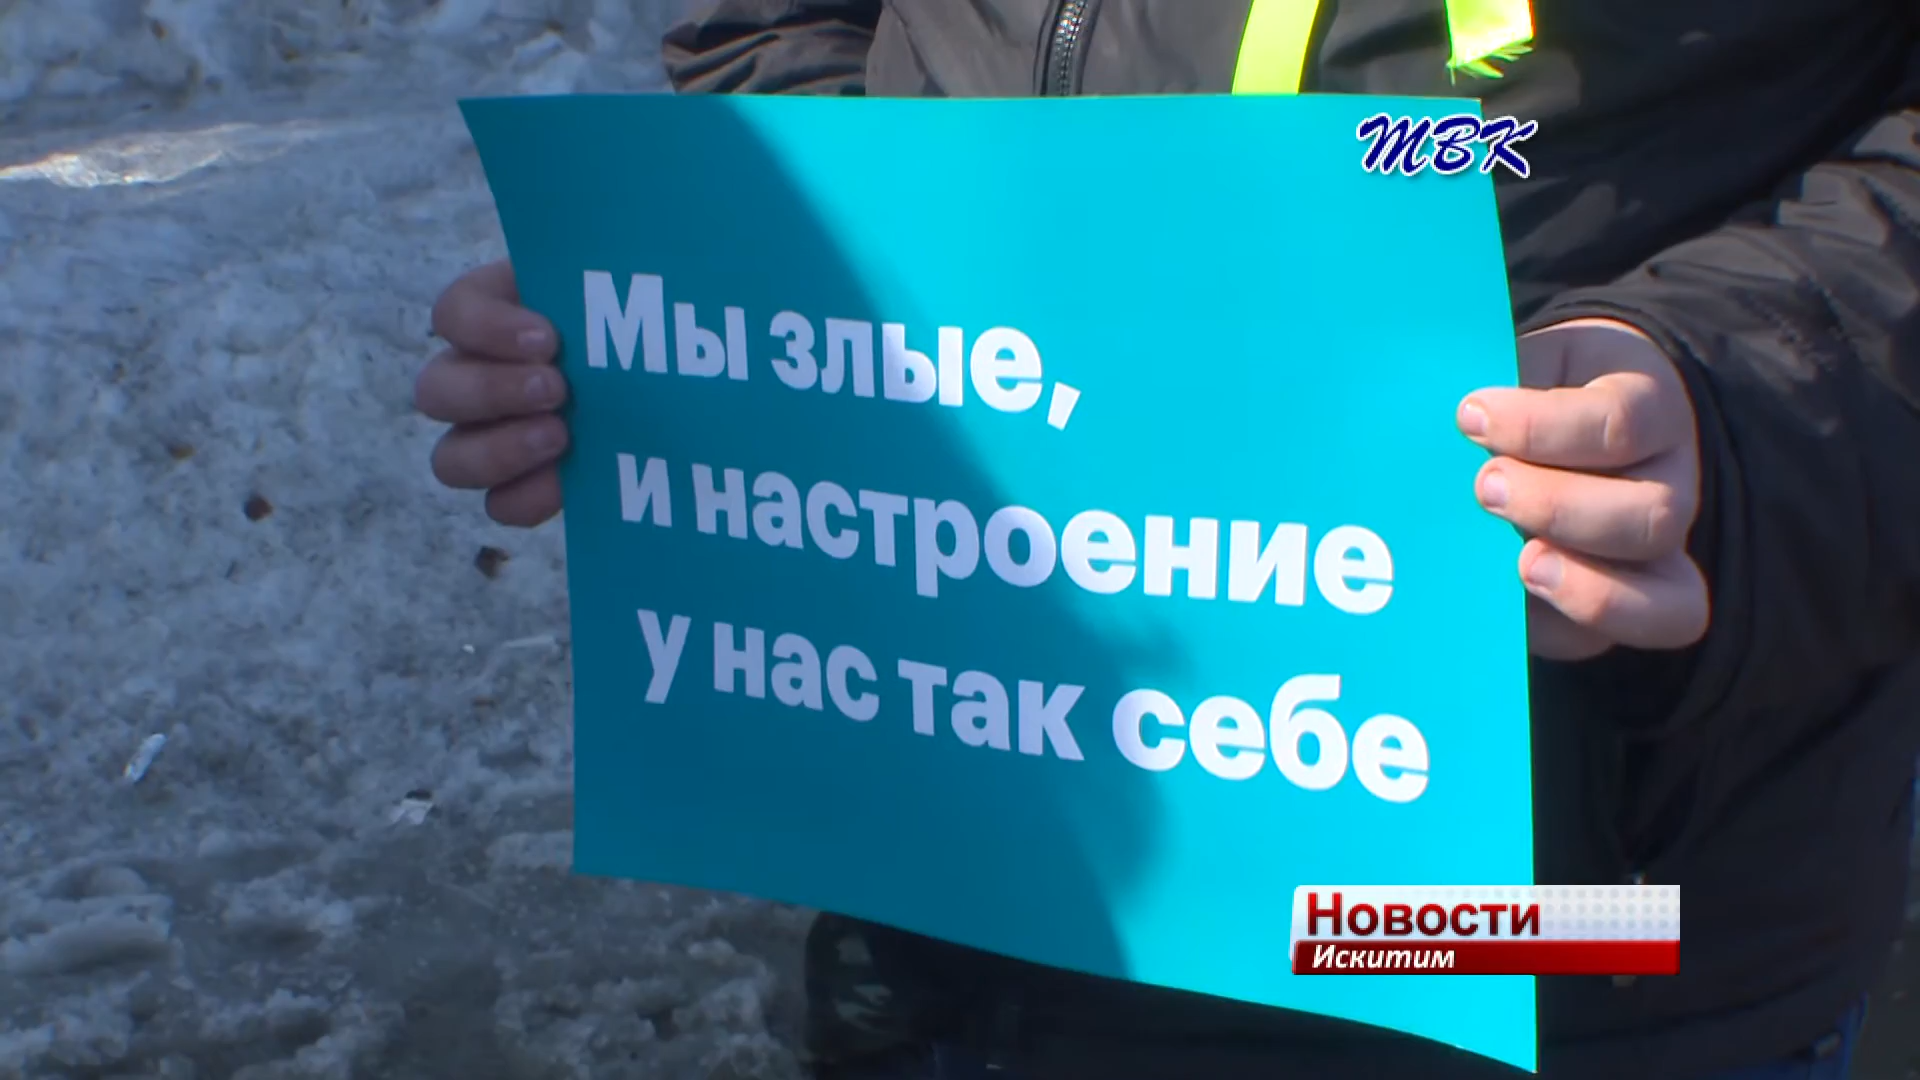 ТВК
Мы злые,
и настроение
у нас так себе
Новости
Искитим